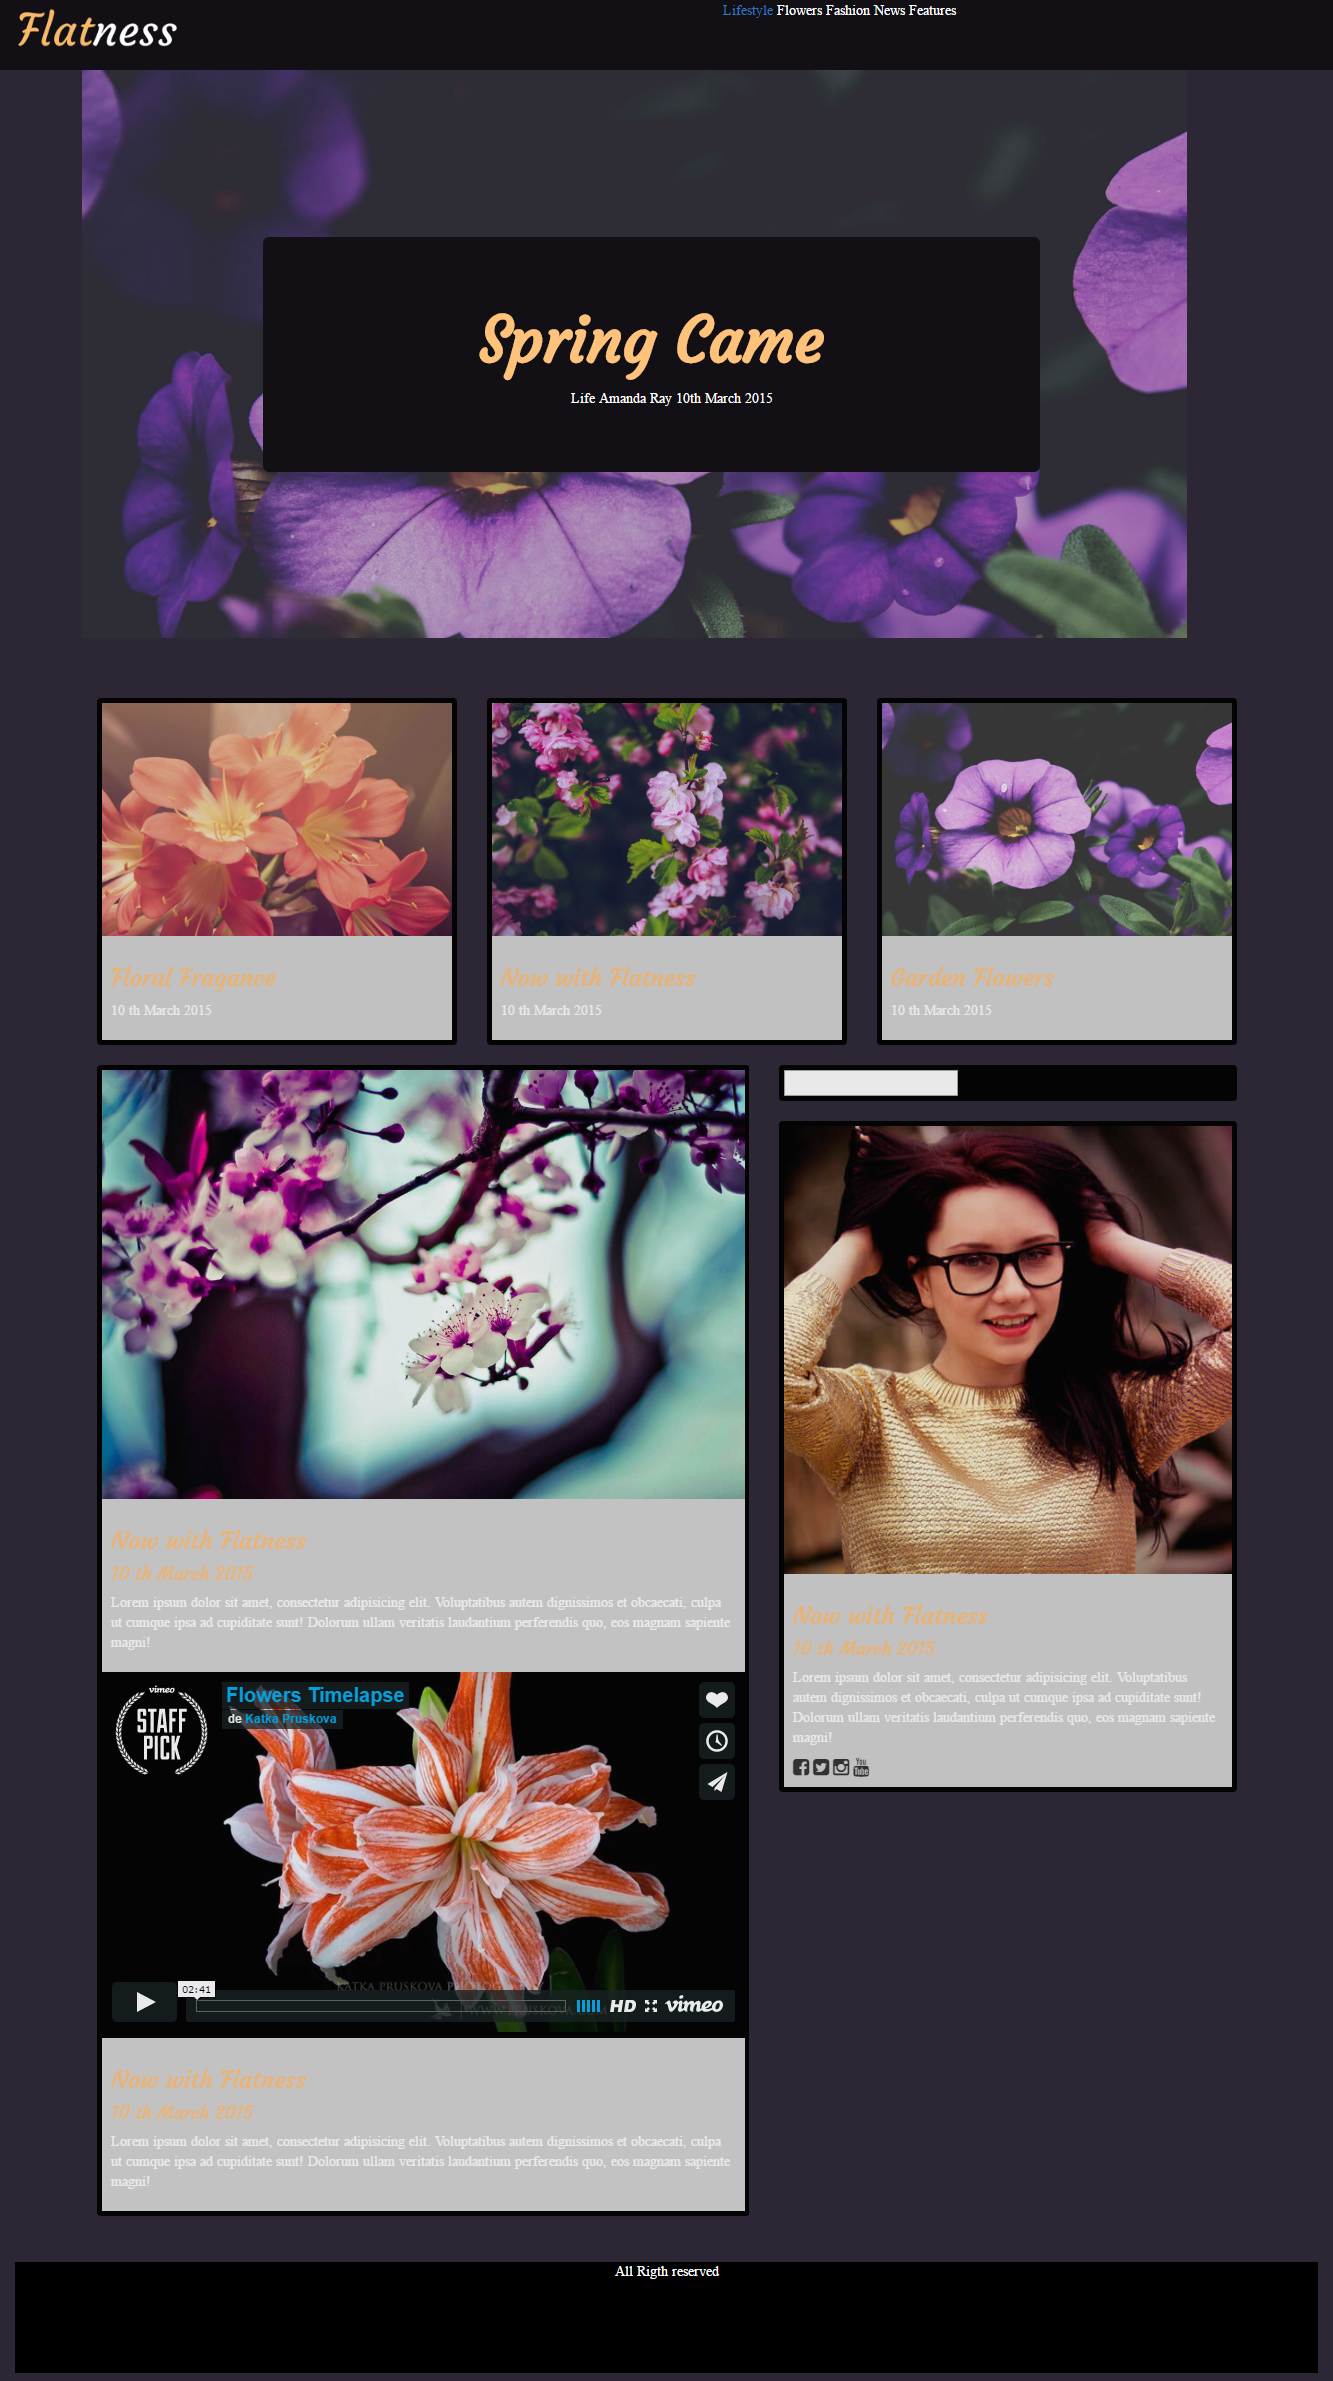 Flatness
Lifestyle Flowers Fashion News Features
Spring Came
Life Amanda Ray 10th March 2015
Floral Fragance
10 th March 2015
Now with Flatness
10 th March 2015
Garden Flowers
10 th March 2015
Now with Flatness
10 th March 2015
Lorem ipsum dolor sit amet, consectetur adipisicing elit. Voluptatibus autem dignissimos et obcaecati, culpa
ut cumque ipsa ad cupiditate sunt! Dolorum ullam veritatis laudantium perferendis quo, eos magnam sapiente
magni!
vimeo
STAFF
PICK
Flowers Timelapse
de Katka Pruskova
KATKA PRUSKOVA
02:41
HD vimeo
Now with Flatness
10 th March 2015
Lorem ipsum dolor sit amet, consectetur adipisicing elit. Voluptatibus autem dignissimos et obcaecati, culpa
ut cumque ipsa ad cupiditate sunt! Dolorum ullam veritatis laudantium perferendis quo, eos magnam sapiente
magni!
Now with Flatness
10 th March 2015
Lorem ipsum dolor sit amet, consectetur adipisicing elit. Voluptatibus
autem dignissimos et obcaecati, culpa ut cumque ipsa ad cupiditate sunt!
Dolorum ullam veritatis laudantium perferendis quo, eos magnam sapiente
magni!
You
Tube
All Rigth reserved